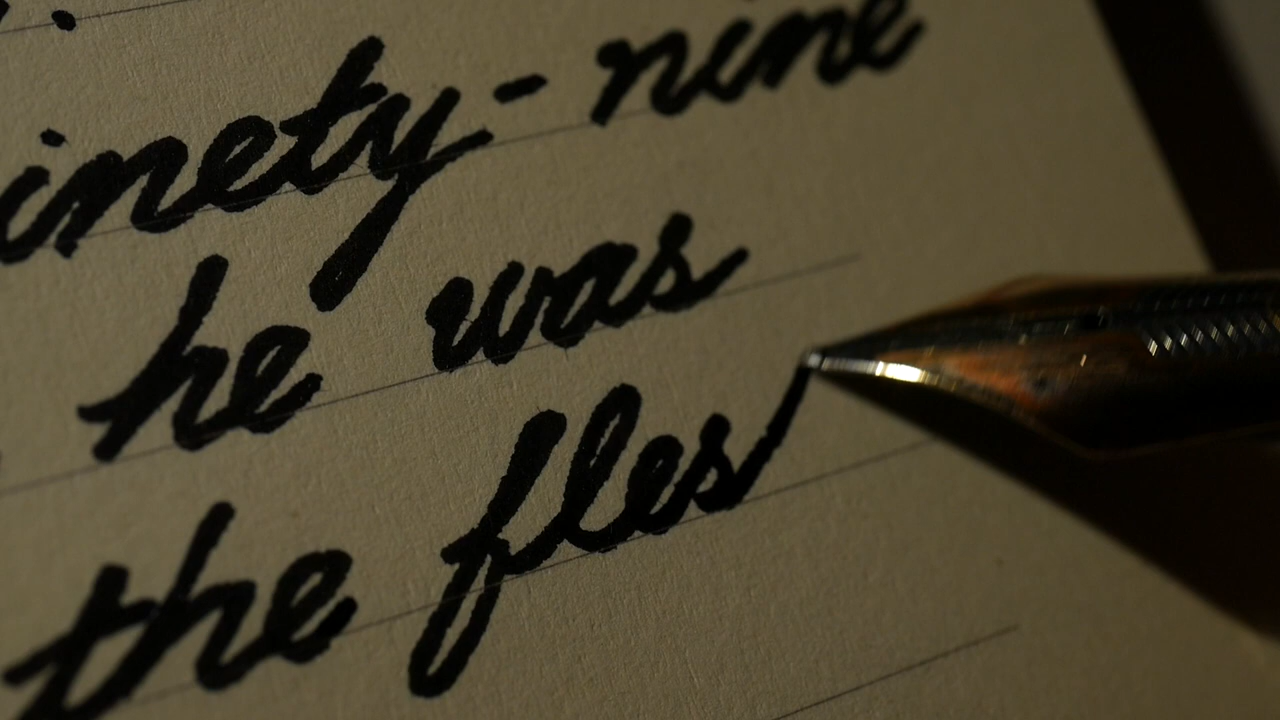 inety-nine
he was
the fles